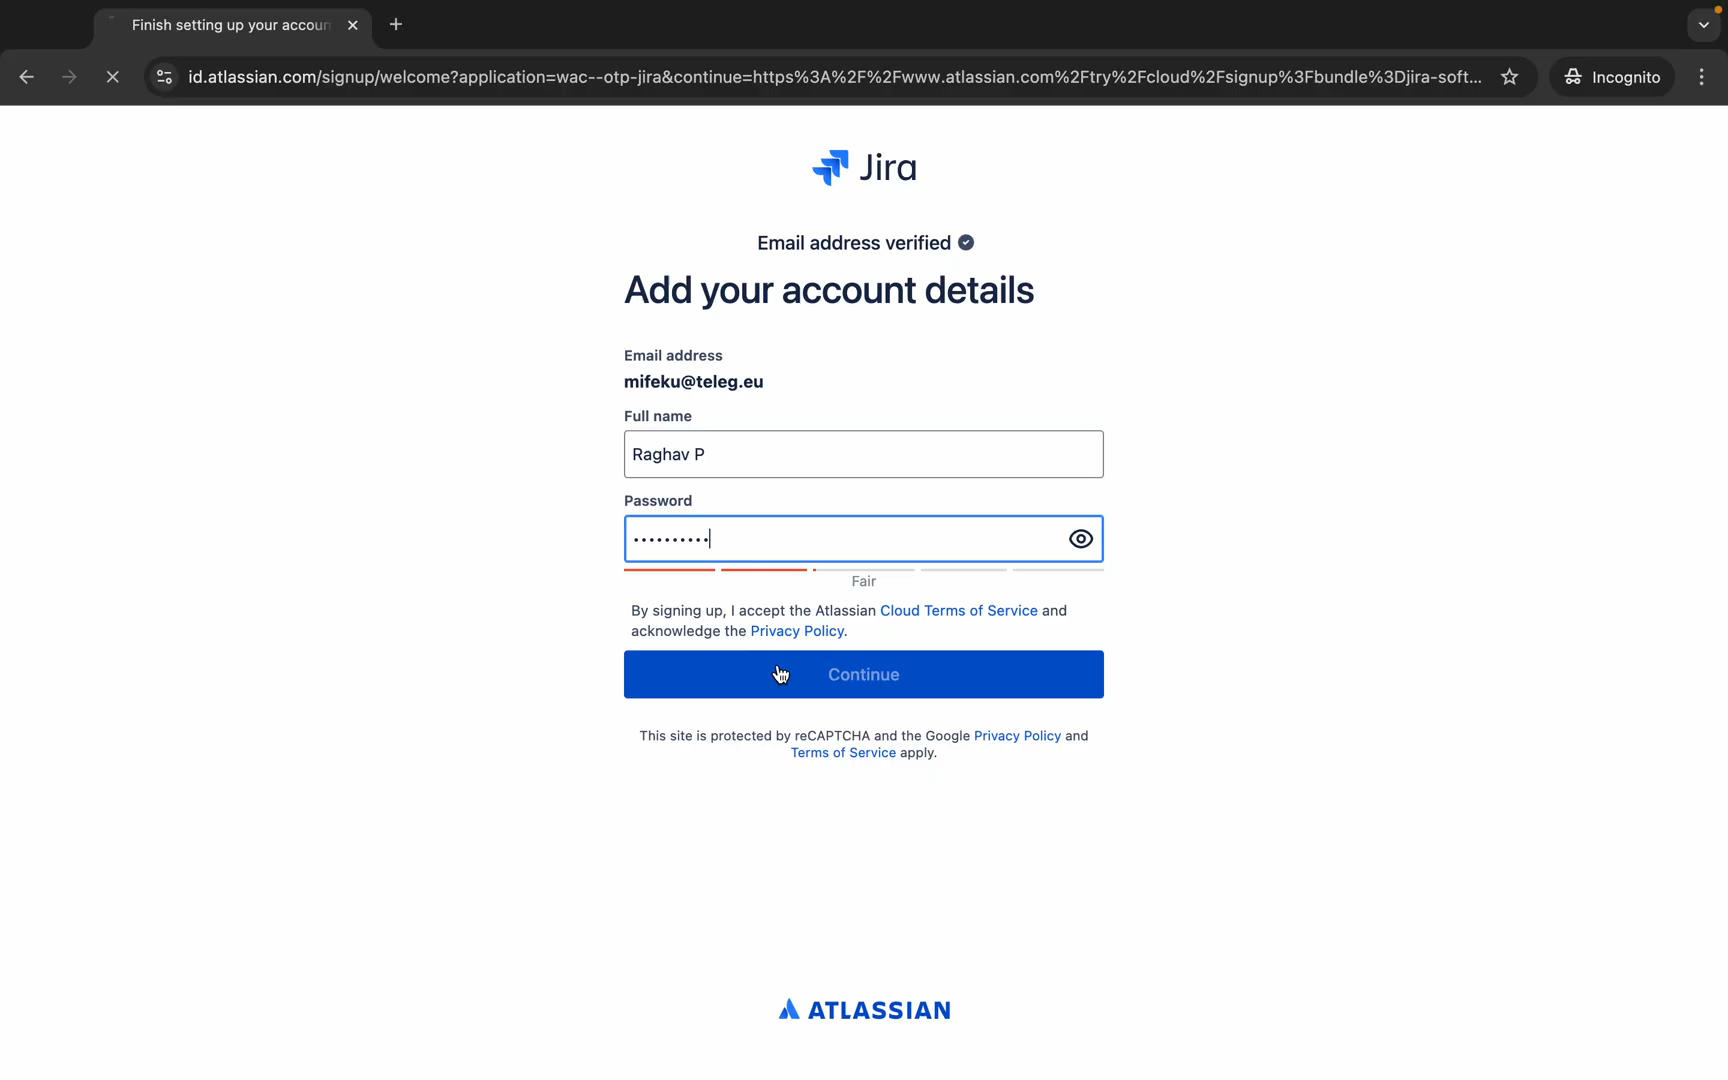 Finish setting up your accoun
id.atlassian.com/signup/welcome?application=wac--otp-jira&continue=https%3A%2F%2Fwww.atlassian.com%2Ftry%2Fcloud%2Fsignup%3Fbundle%3Djira-soft...
Incognito
Jira
Email address verified
Add your account details
Email address
mifeku@teleg.eu
Full name
Raghav P
Password
••••••••••
Fair
By signing up, I accept the Atlassian Cloud Terms of Service and
acknowledge the Privacy Policy.
Continue
This site is protected by reCAPTCHA and the Google Privacy Policy and
Terms of Service apply.
ATLASSIAN